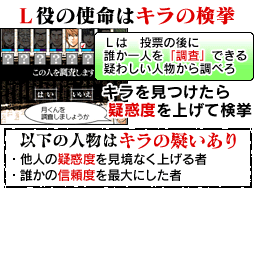 L役の使命はキラの検挙
Lは 投票の後に
誰か一人を「調査」できる
疑わしい人物から調べろ
この人を調査します
はい いいえ
月くんを
調査しましょうか
キラを見つけたら
疑惑度を上げて検挙
以下の人物はキラの疑いあり
・他人の疑惑度を見境なく上げる者
・誰かの信頼度を最大にした者